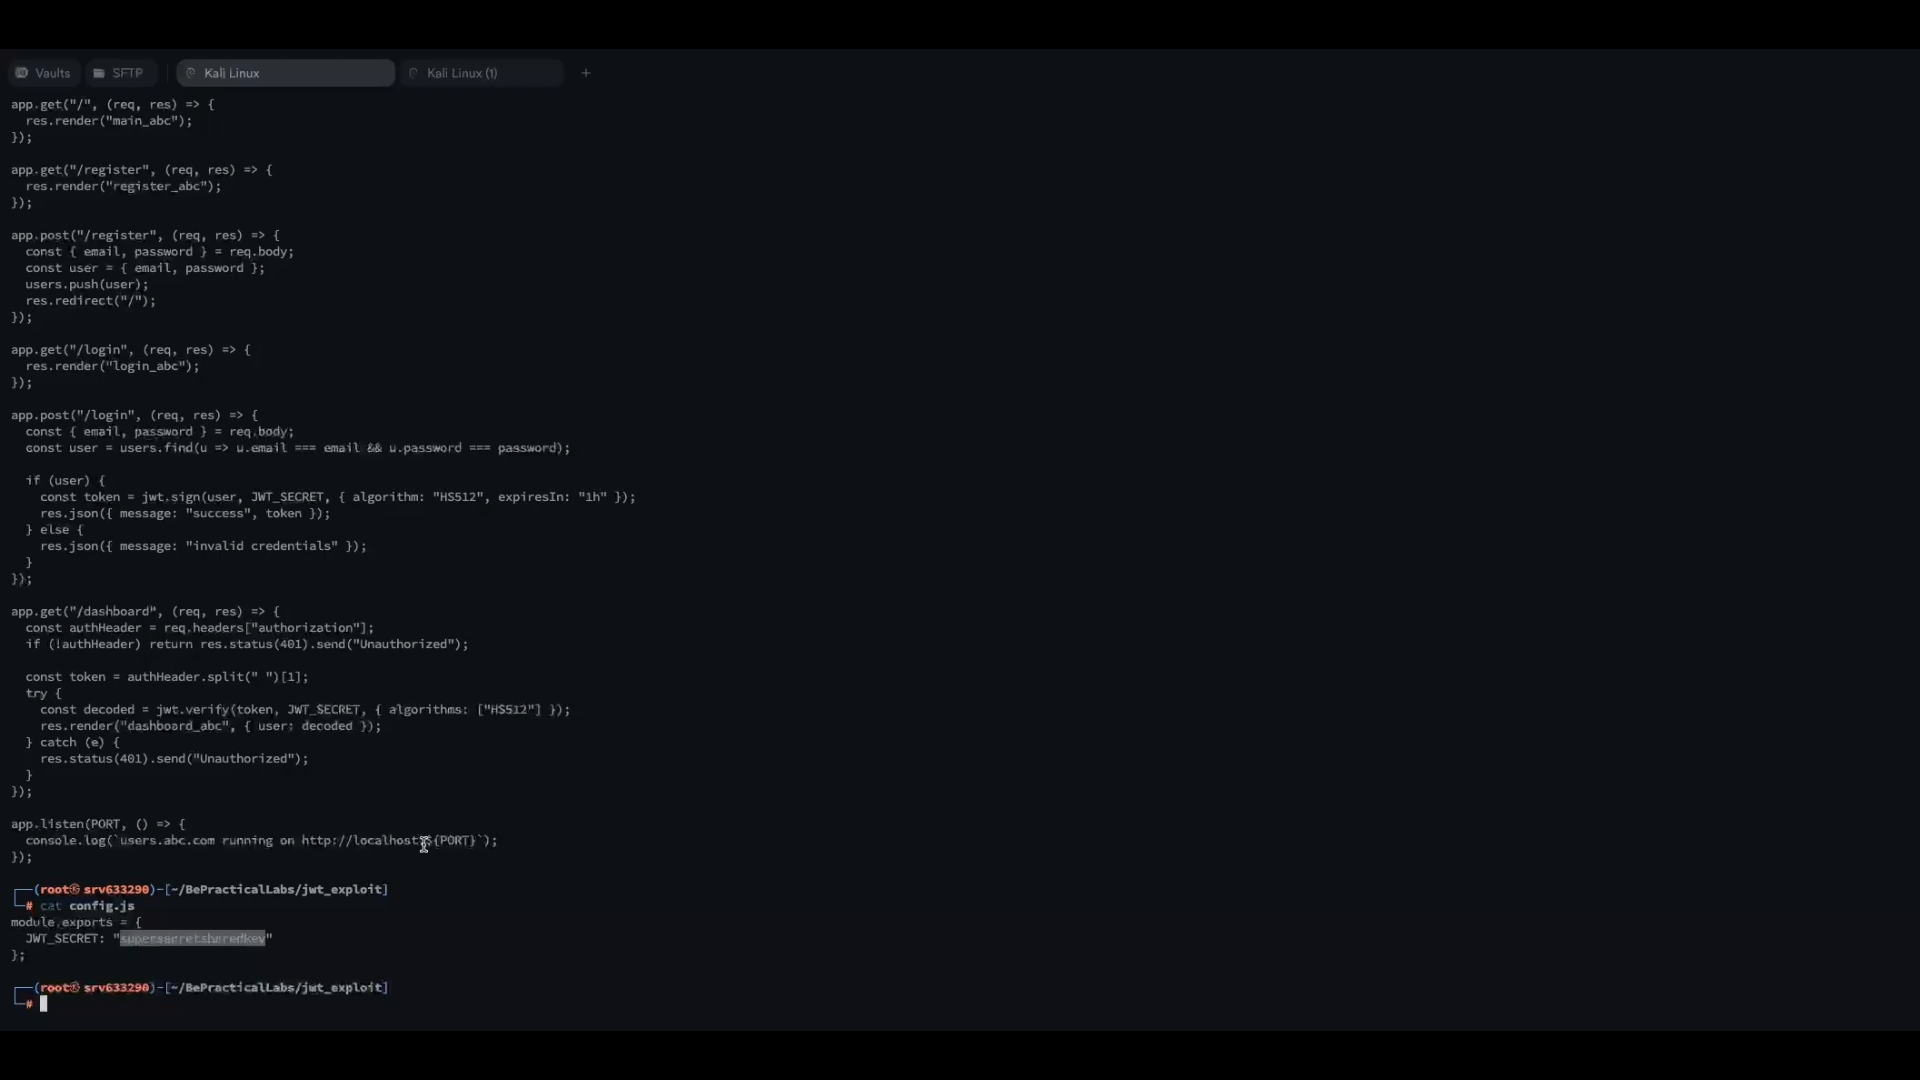 Vaults SFTP Kali Linux Kali Linux (1) +
app.get("/", (req, res) => {
  res.render("main_abc");
});

app.get("/register", (req, res) => {
  res.render("register_abc");
});

app.post("/register", (req, res) => {
  const { email, password } = req.body;
  const user = { email, password };
  users.push(user);
  res.redirect("/");
});

app.get("/login", (req, res) => {
  res.render("login_abc");
});

app.post("/login", (req, res) => {
  const { email, password } = req.body;
  const user = users.find(u => u.email === email && u.password === password);

  if (user) {
    const token = jwt.sign(user, JWT_SECRET, { algorithm: "HS512", expiresIn: "1h" });
    res.json({ message: "success", token });
  } else {
    res.json({ message: "invalid credentials" });
  }
});

app.get("/dashboard", (req, res) => {
  const authHeader = req.headers["authorization"];
  if (!authHeader) return res.status(401).send("Unauthorized");

  const token = authHeader.split(" ")[1];
  try {
    const decoded = jwt.verify(token, JWT_SECRET, { algorithms: ["HS512"] });
    res.render("dashboard_abc", { user: decoded });
  } catch (e) {
    res.status(401).send("Unauthorized");
  }
});

app.listen(PORT, () => {
  console.log(`users.abc.com running on http://localhost:${PORT}`);
});

(root㉿srv633290)-[~/BePracticalLabs/jwt_exploit]
# cat config.js
module.exports = {
  JWT_SECRET: ""
};

(root㉿srv633290)-[~/BePracticalLabs/jwt_exploit]
#